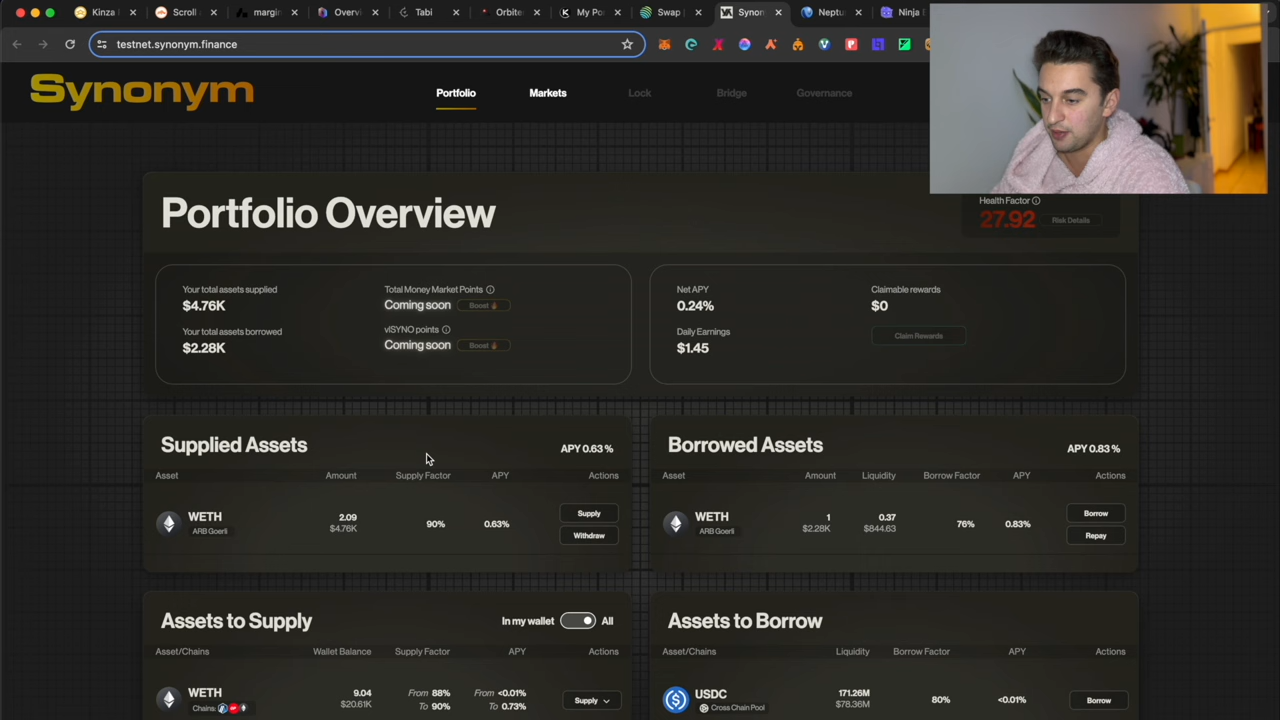 Kinza
Scroll
margin
Overvi
Tabi
Orbite
My Po
Swap
Synon
Neptu
Ninja
testnet.synonym.finance
Synonym
Portfolio
Markets
Lock
Bridge
Governance
Portfolio Overview
Health Factor
27.92
Risk Details
Your total assets supplied
$4.76K
Total Money Market Points
Coming soon
Boost
Your total assets borrowed
$2.28K
vlSYNO points
Coming soon
Boost
Net APY
0.24%
Claimable rewards
$0
Daily Earnings
$1.45
Claim Rewards
Supplied Assets
APY 0.63 %
Asset Amount Supply Factor APY Actions
WETH
ARB Goerli
2.09
$4.76K
90%
0.63%
Supply
Withdraw
Borrowed Assets
APY 0.83 %
Asset Amount Liquidity Borrow Factor APY Actions
WETH
ARB Goerli
1
$2.28K
0.37
$844.63
76%
0.83%
Borrow
Repay
Assets to Supply
In my wallet All
Asset/Chains Wallet Balance Supply Factor APY Actions
WETH
Chains:
9.04
$20.61K
From 88%
To 90%
From <0.01%
To 0.73%
Supply
Assets to Borrow
Asset/Chains Liquidity Borrow Factor APY Actions
USDC
Cross Chain Pool
171.26M
$78.36M
80%
<0.01%
Borrow